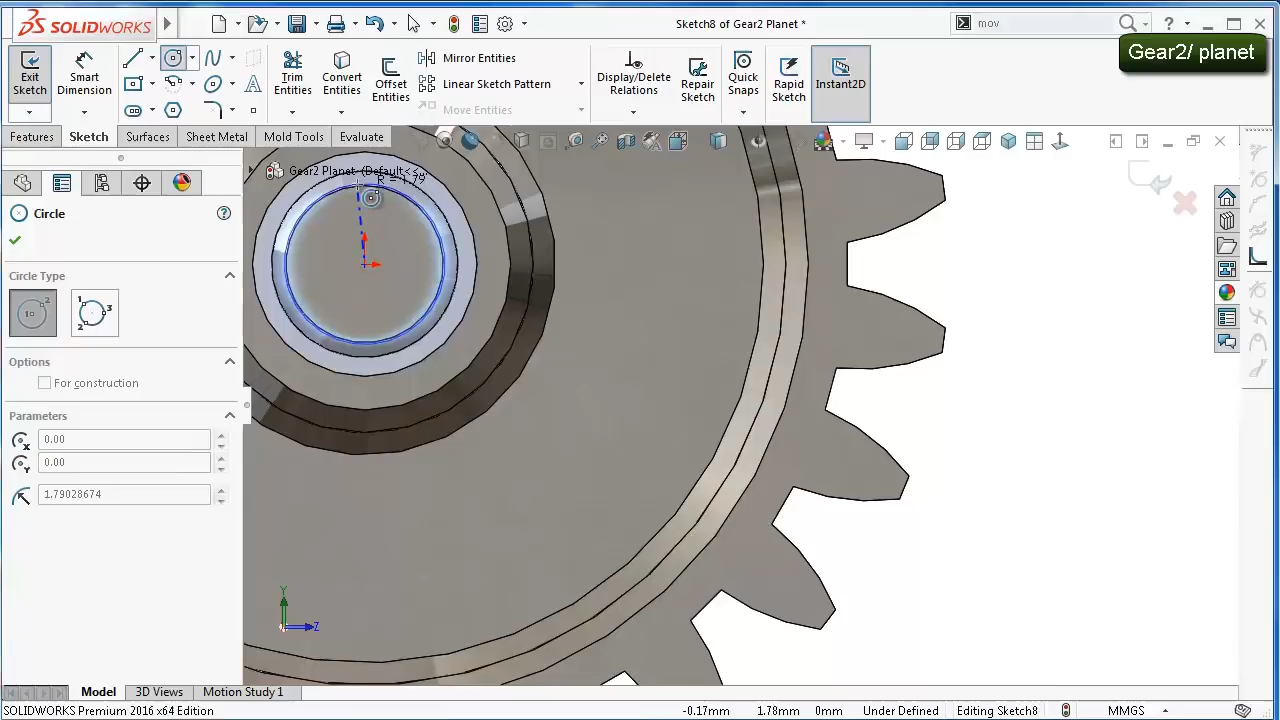 SOLIDWORKS
Sketch8 of Gear2 Planet *
mov
Gear2/ planet
Exit Sketch
Smart Dimension
Trim Entities
Convert Entities
Offset Entities
Mirror Entities
Linear Sketch Pattern
Move Entities
Display/Delete Relations
Repair Sketch
Quick Snaps
Rapid Sketch
Instant2D
Features
Sketch
Surfaces
Sheet Metal
Mold Tools
Evaluate
Gear2 Planet (Default<<
R = 1.79
Circle
Circle Type
Options
For construction
Parameters
0.00
0.00
1.79028674
Y
Z
Model
3D Views
Motion Study 1
SOLIDWORKS Premium 2016 x64 Edition
-0.17mm
1.78mm
0mm
Under Defined
Editing Sketch8
MMGS